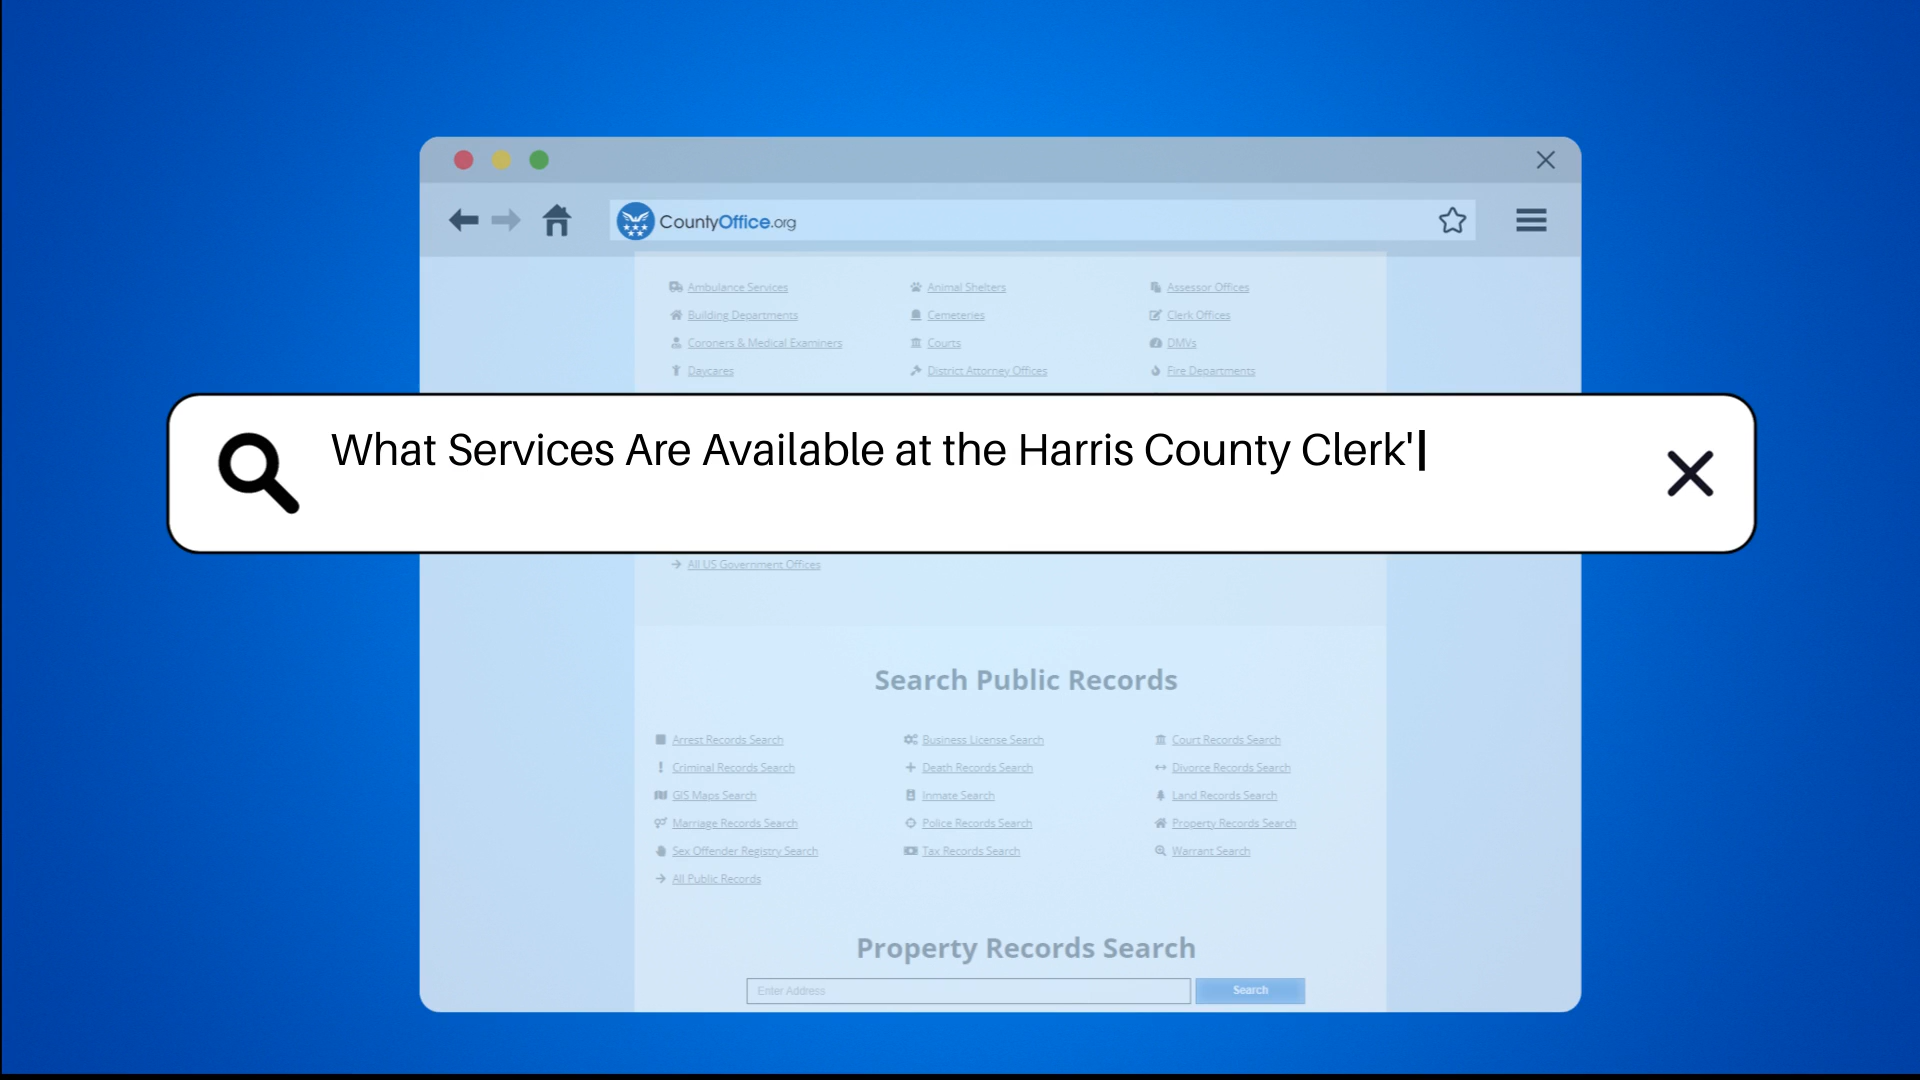 CountyOffice.org
Ambulance Services Animal Shelters Assessor Offices
Building Departments Cemeteries Clerk Offices
Coroners & Medical Examiners Courts DMVs
Daycares District Attorney Offices Fire Departments
What Services Are Available at the Harris County Clerk'
All US Government Offices
Search Public Records
Arrest Records Search Business License Search Court Records Search
Criminal Records Search Death Records Search Divorce Records Search
GIS Maps Search Inmate Search Land Records Search
Marriage Records Search Police Records Search Property Records Search
Sex Offender Registry Search Tax Records Search Warrant Search
All Public Records
Property Records Search
Enter Address Search